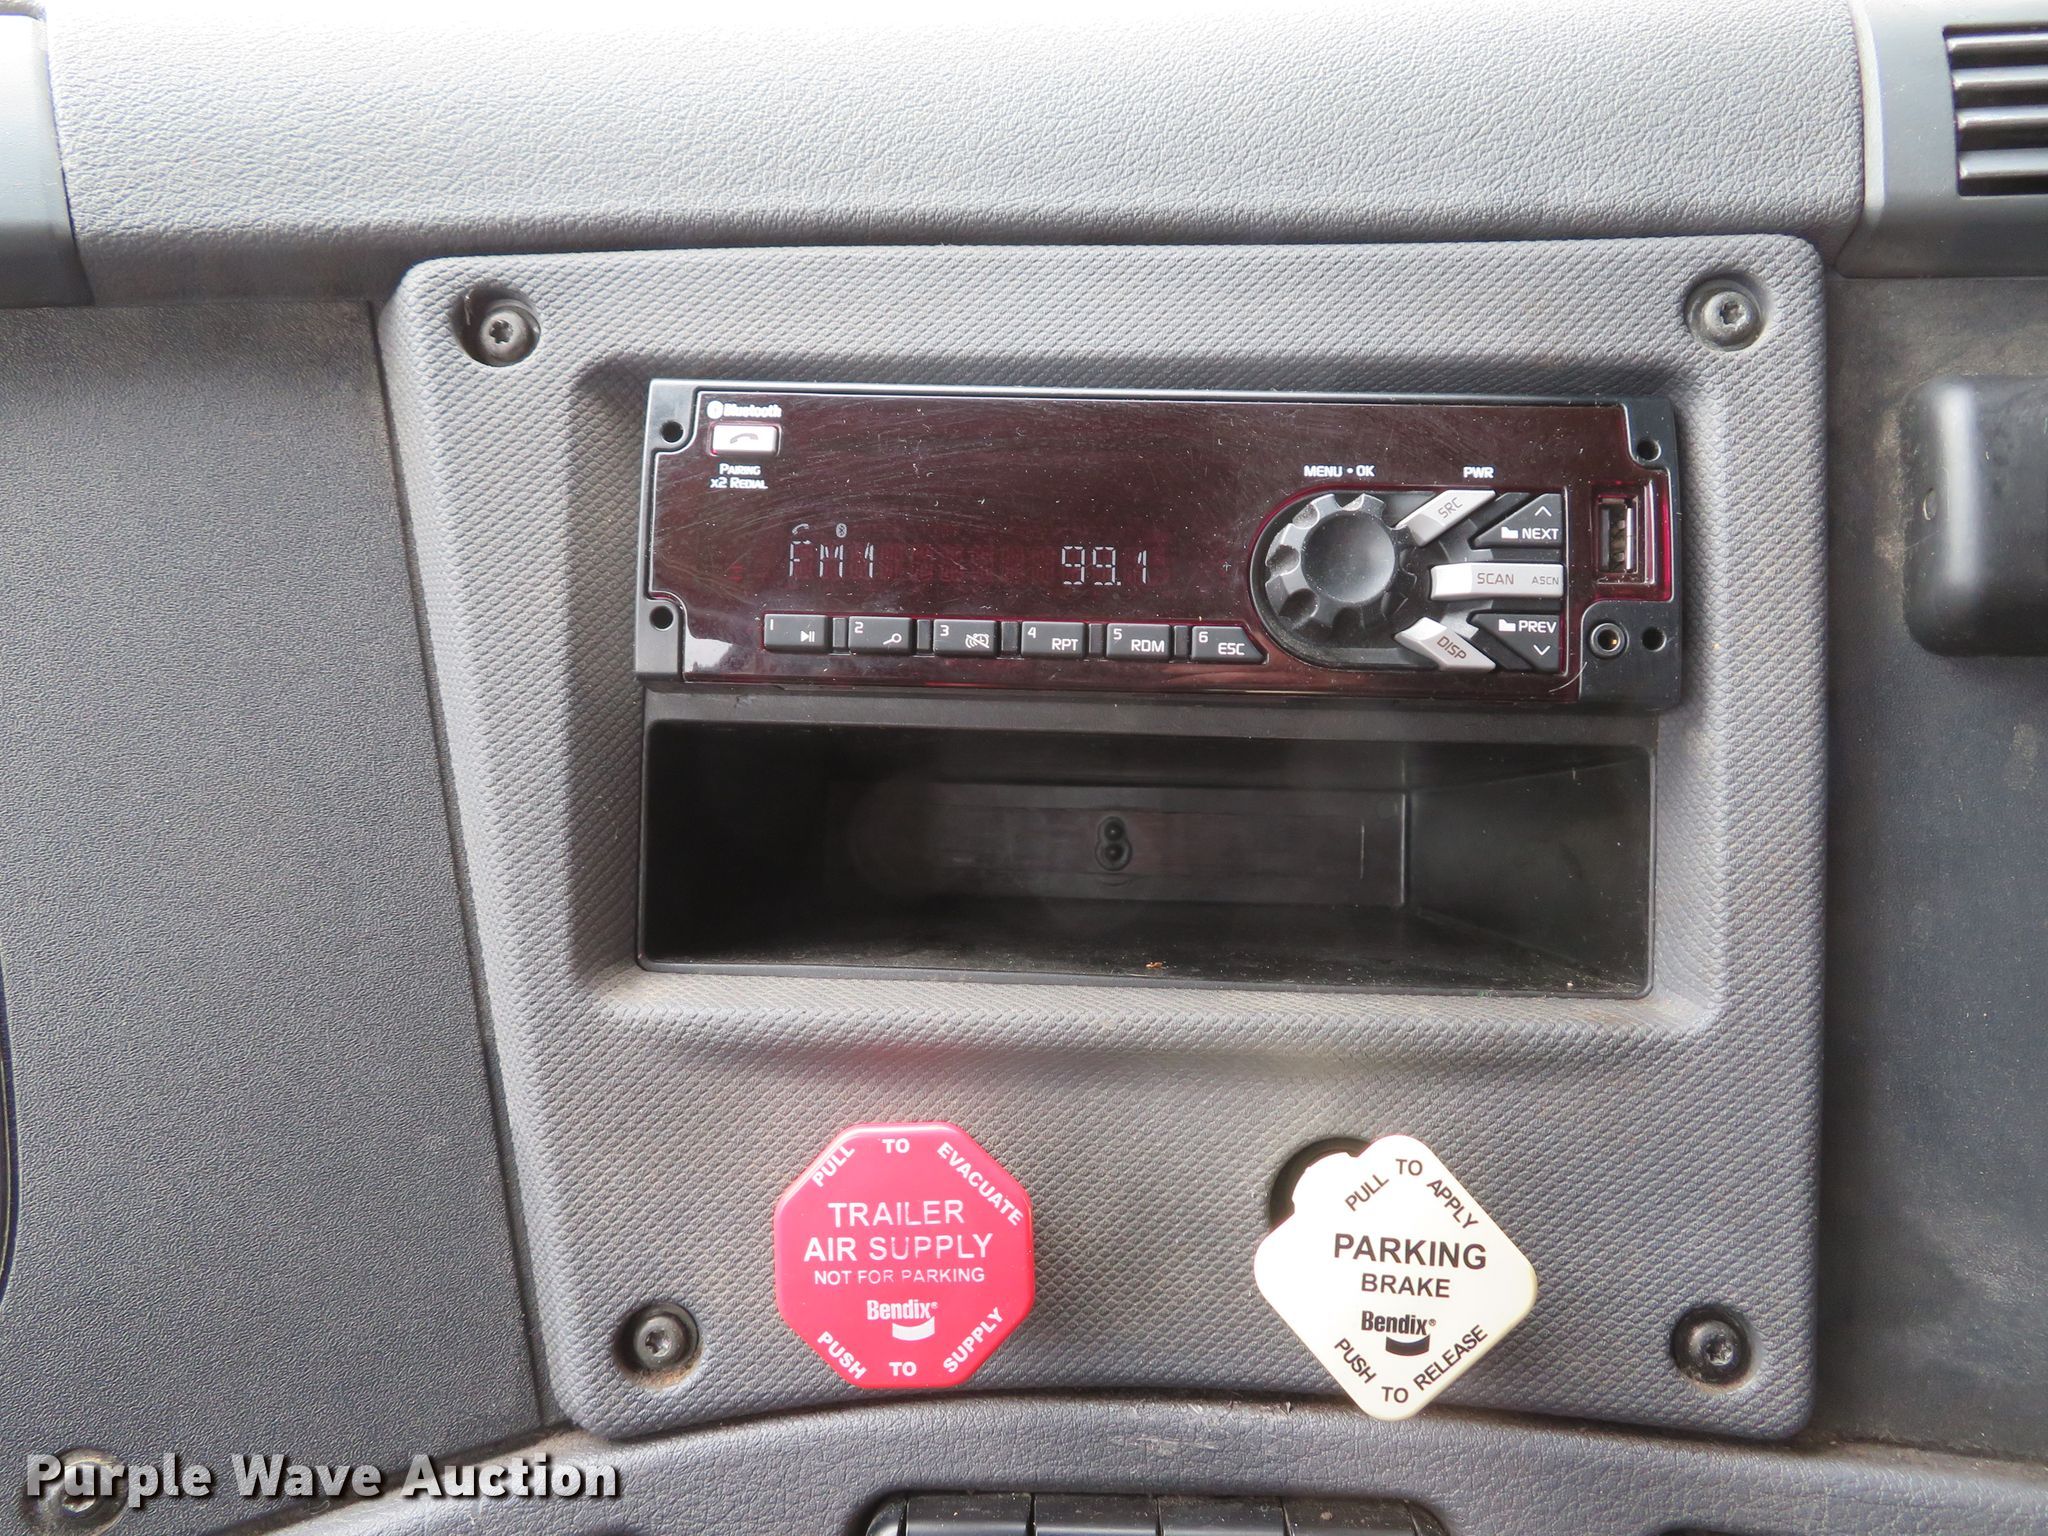 Bluetooth
PAIRING
x2 REDIAL
MENU • OK
PWR
SRC
NEXT
SCAN ASCN
PREV
DISP
FM1 99.1
1
2
3
4 RPT
5 RDM
6 ESC
PULL TO EVACUATE
TRAILER
AIR SUPPLY
NOT FOR PARKING
Bendix®
PUSH TO SUPPLY
PULL TO APPLY
PARKING
BRAKE
Bendix®
PUSH TO RELEASE
Purple Wave Auction